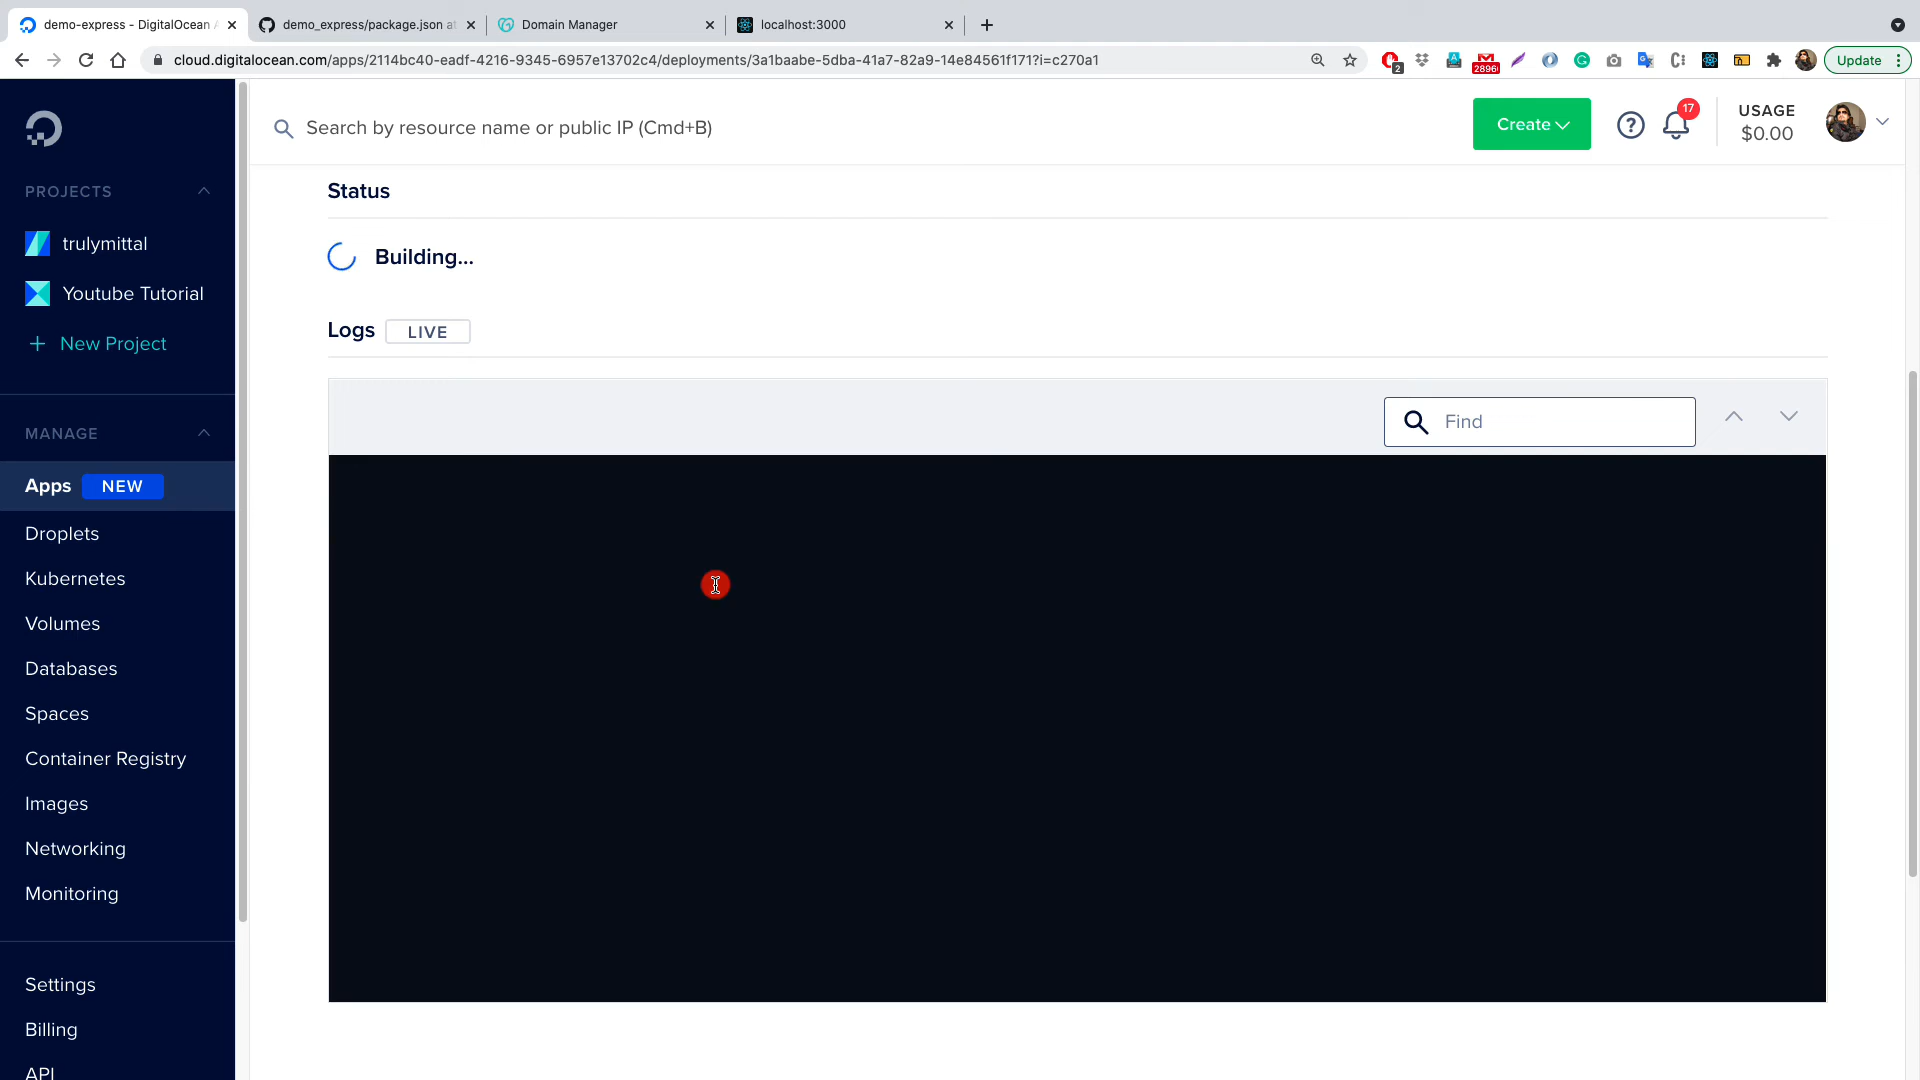 demo-express - DigitalOcean A
demo_express/package.json at
Domain Manager
localhost:3000
cloud.digitalocean.com/apps/2114bc40-eadf-4216-9345-6957e13702c4/deployments/3a1baabe-5dba-41a7-82a9-14e84561f171?i=c270a1
2
2896
Update
Search by resource name or public IP (Cmd+B)
Create
17
USAGE
$0.00
PROJECTS
trulymittal
Youtube Tutorial
New Project
MANAGE
Apps NEW
Droplets
Kubernetes
Volumes
Databases
Spaces
Container Registry
Images
Networking
Monitoring
Settings
Billing
API
Status
Building...
Logs LIVE
Find